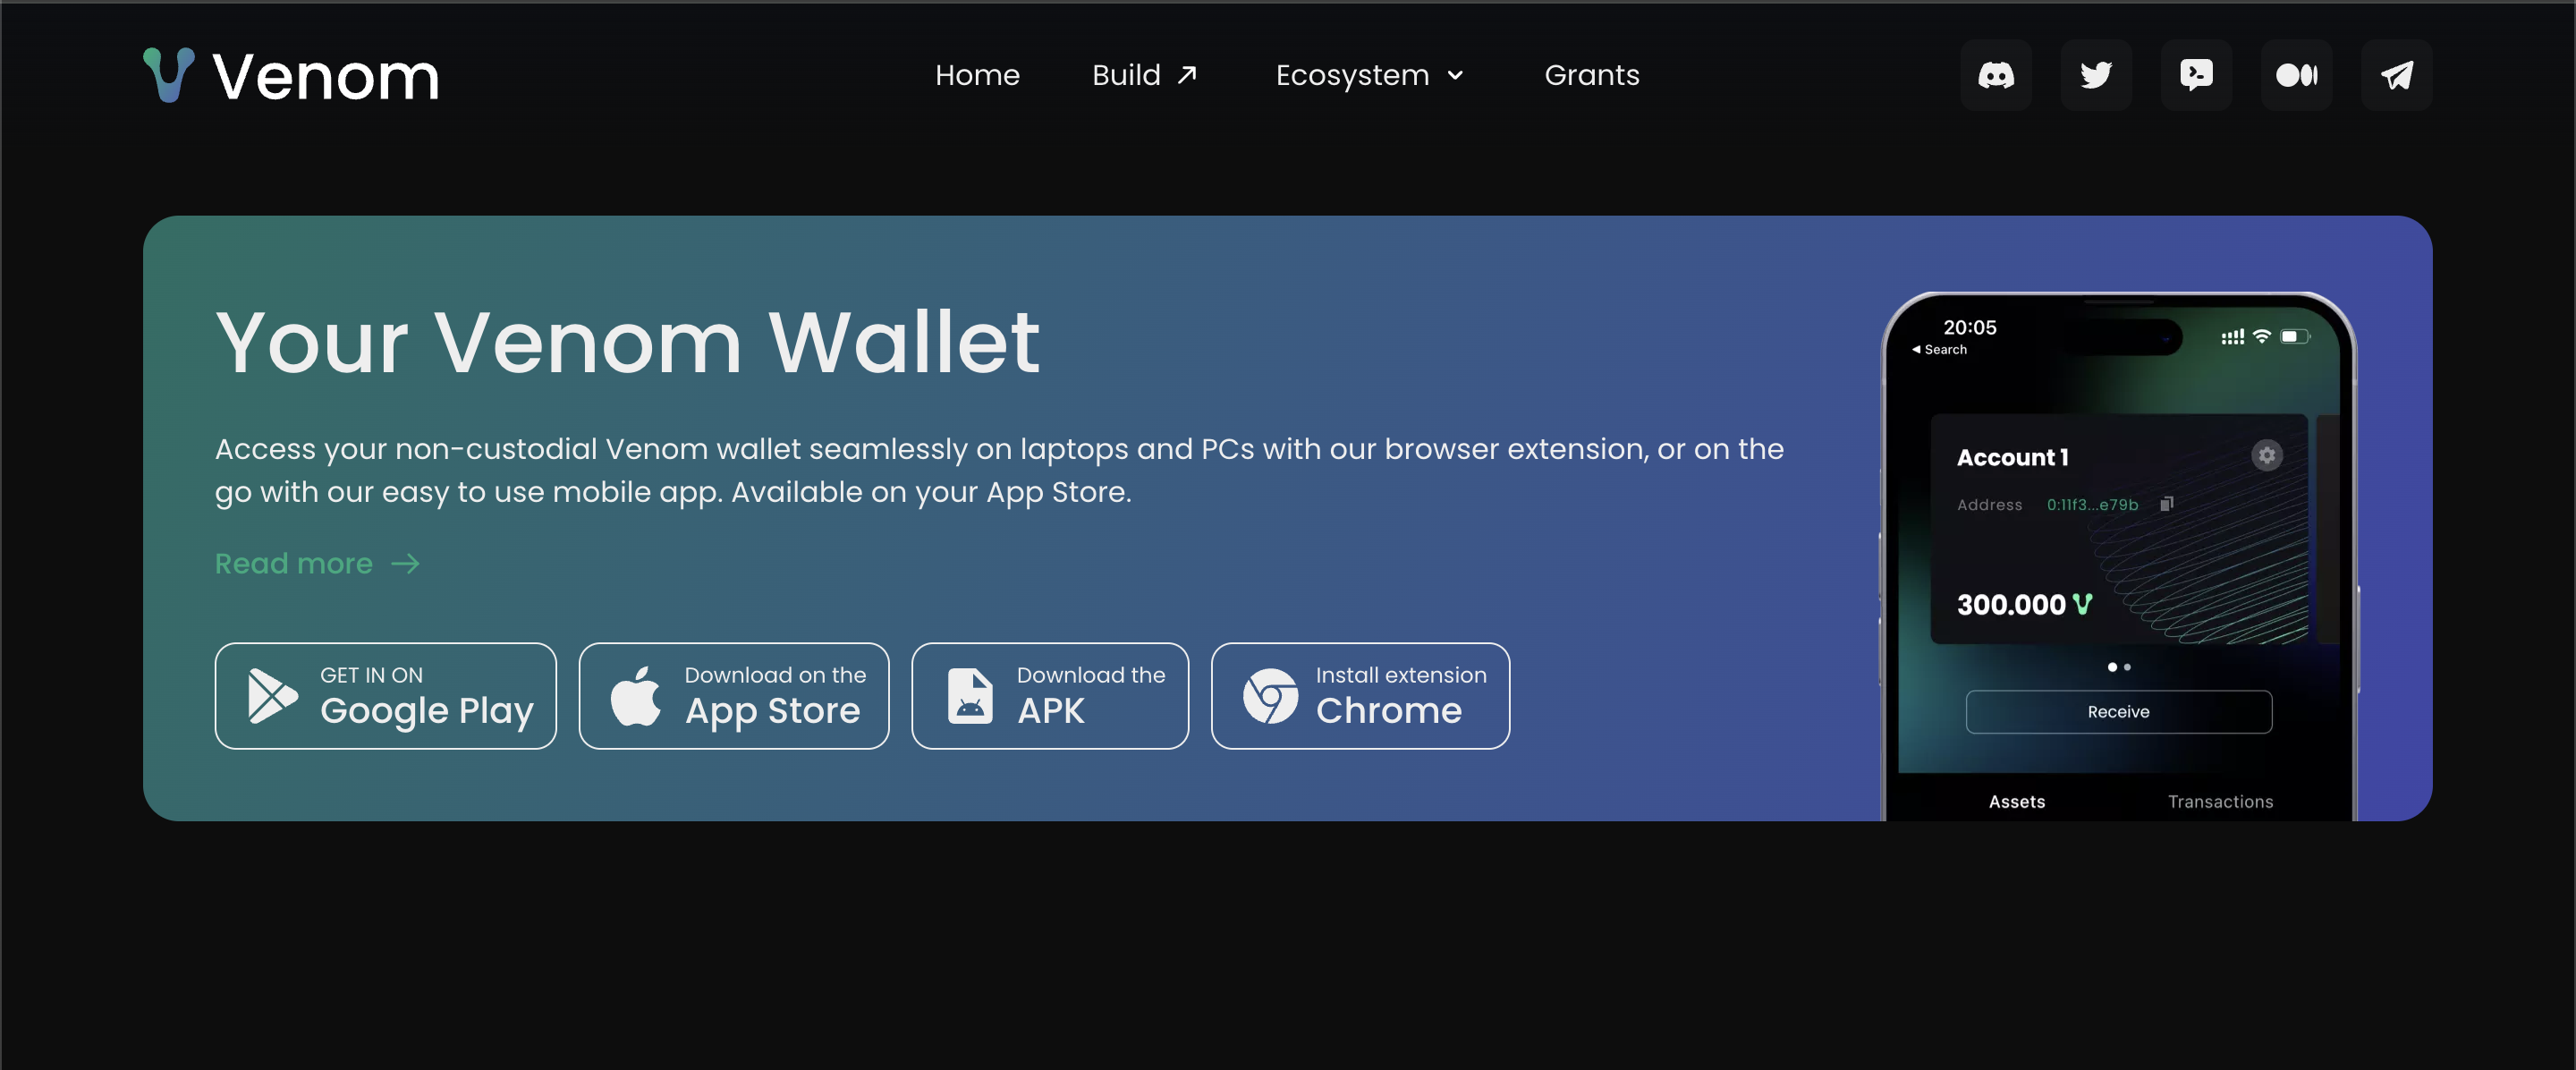 Venom
Home
Build
Ecosystem
Grants
Your Venom Wallet
Access your non-custodial Venom wallet seamlessly on laptops and PCs with our browser extension, or on the
go with our easy to use mobile app. Available on your App Store.
Read more
GET IN ON
Google Play
Download on the
App Store
Download the
APK
Install extension
Chrome
20:05
Search
Account 1
Address 0:11f3...e79b
300.000
Receive
Assets
Transactions